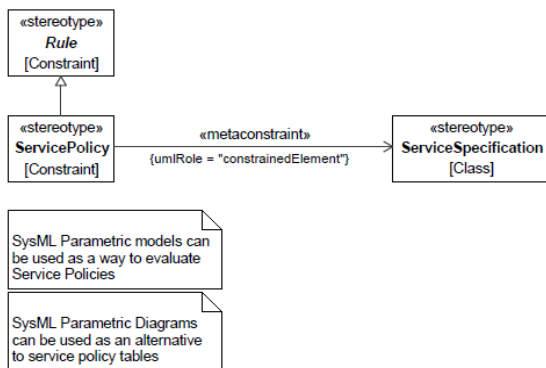 «stereotype»
Rule
[Constraint]
«stereotype»
ServicePolicy
[Constraint]
«metaconstraint»
{umlRole = "constrainedElement"}
«stereotype»
ServiceSpecification
[Class]
SysML Parametric models can
be used as a way to evaluate
Service Policies
SysML Parametric Diagrams
can be used as an alternative
to service policy tables